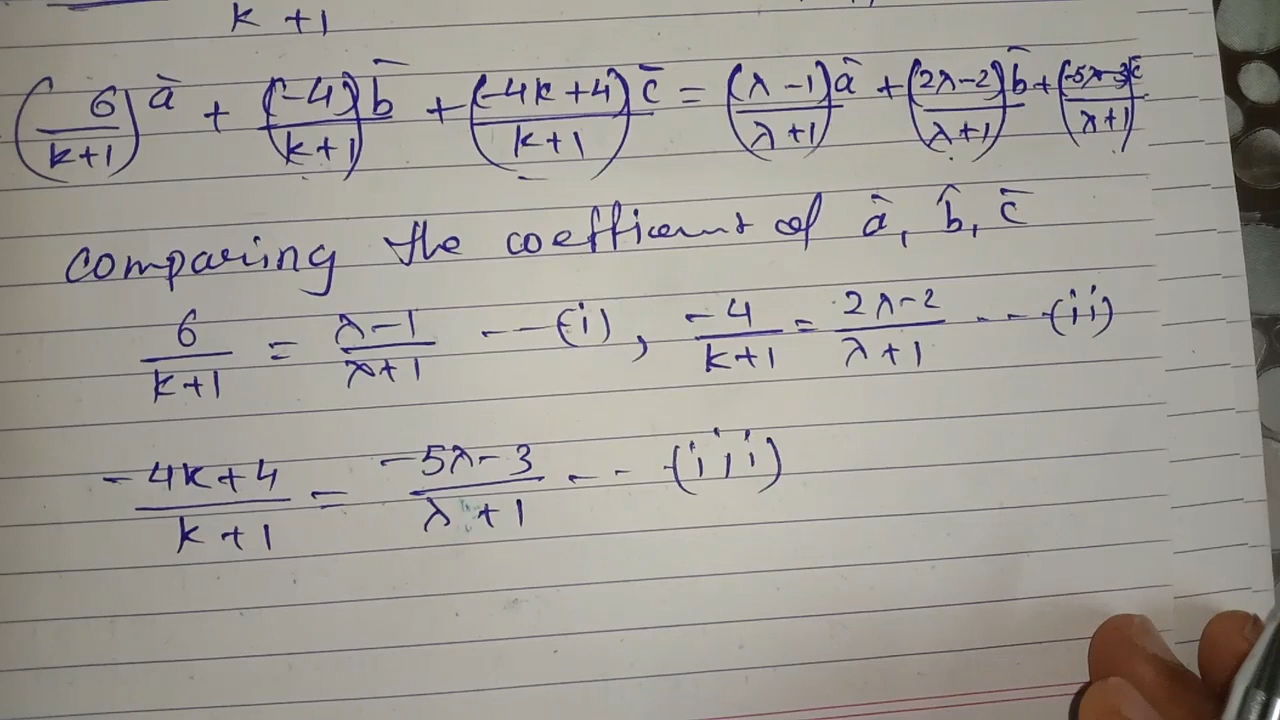 k + 1
(6/(k+1)) ā + ((-4)/(k+1)) b̄ + ((-4k+4)/(k+1)) c̄ = ((λ-1)/(λ+1)) ā + ((2λ-2)/(λ+1)) b̄ + ((-5λ-3)/(λ+1)) c̄
comparing the coefficient of ā, b̄, c̄
6/(k+1) = (λ-1)/(λ+1) --- (i), -4/(k+1) = (2λ-2)/(λ+1) --- (ii)
(-4k+4)/(k+1) = (-5λ-3)/(λ+1) --- (iii)